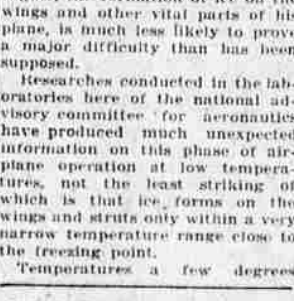 wings and other vital parts of his
plane, is much less likely to prove
a major difficulty than has been
supposed.
Researches conducted in the lab-
oratories here of the national ad-
visory committee for aeronautics
have produced much unexpected
information on this phase of air-
plane operation at low tempera-
tures, not the least striking of
which is that ice forms on the
wings and struts only within a very
narrow temperature range close to
the freezing point.
Temperatures a few degrees